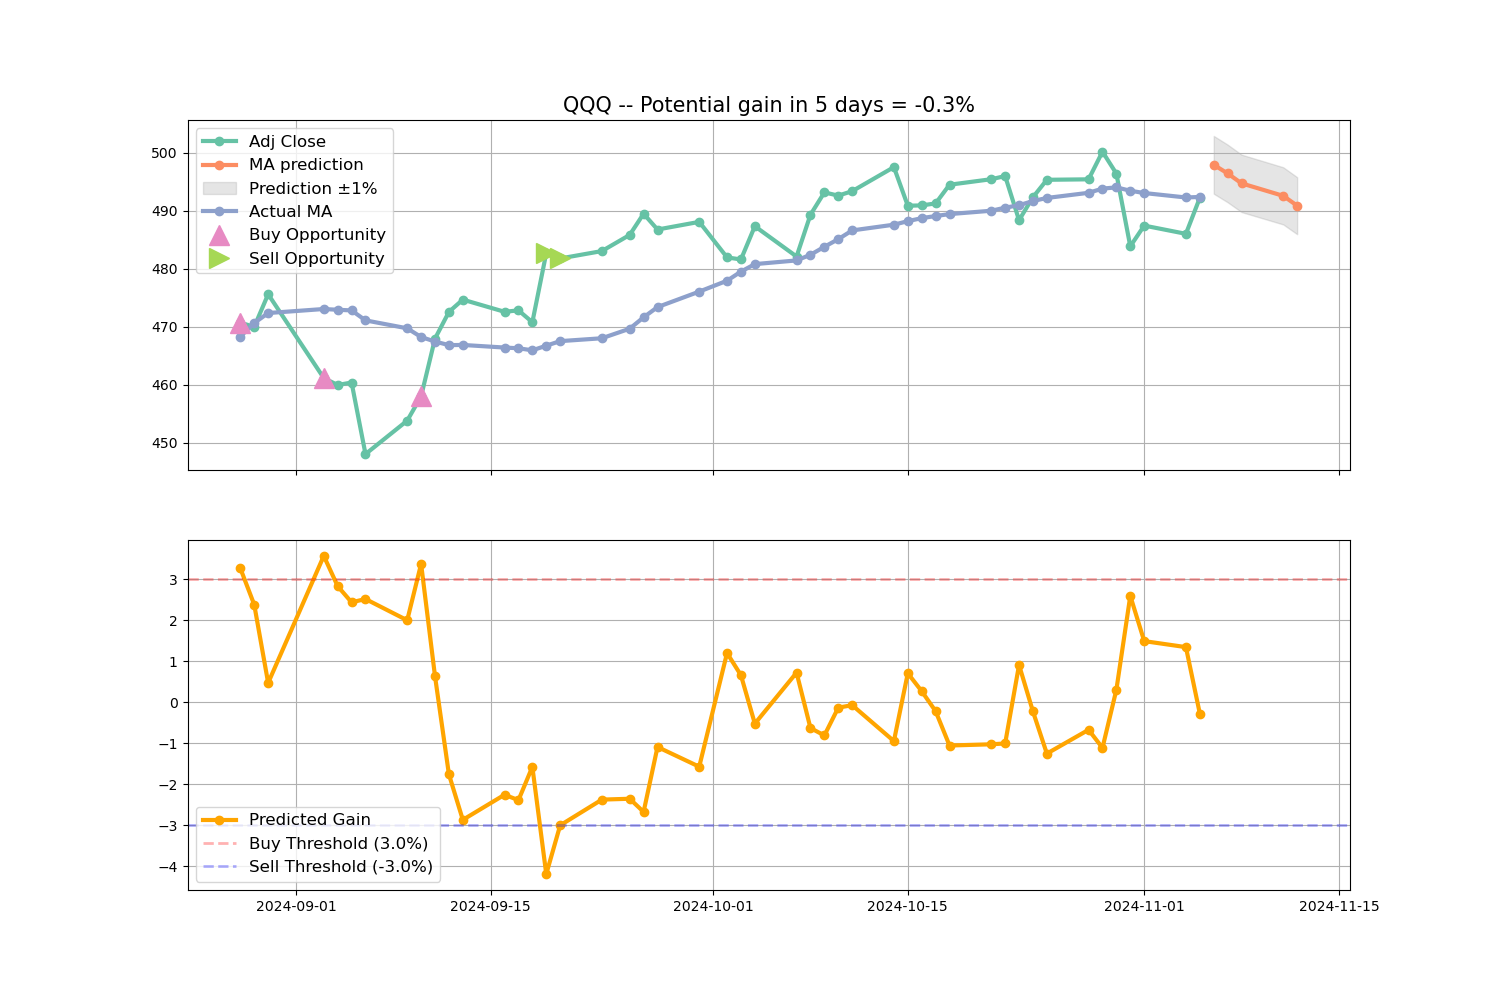 QQQ -- Potential gain in 5 days = -0.3%
Adj Close
MA prediction
Prediction ±1%
Actual MA
Buy Opportunity
Sell Opportunity
500
490
480
470
460
450
3
2
1
0
−1
−2
−3
−4
Predicted Gain
Buy Threshold (3.0%)
Sell Threshold (-3.0%)
2024-09-01
2024-09-15
2024-10-01
2024-10-15
2024-11-01
2024-11-15